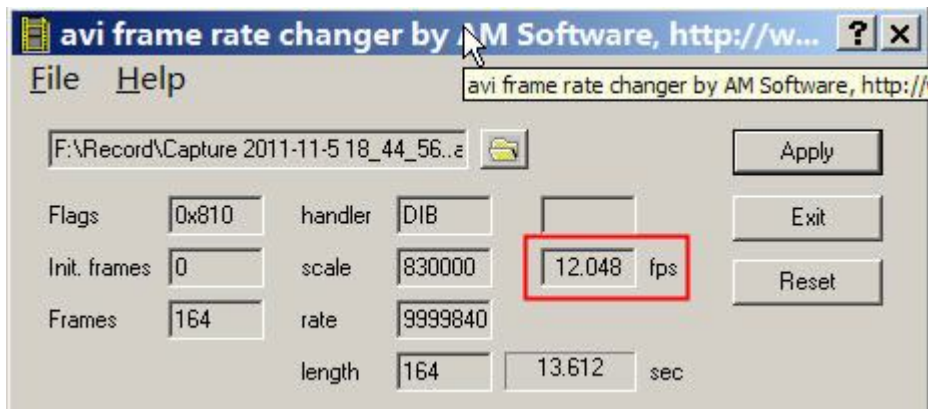 avi frame rate changer by AM Software, http://w...
File Help
avi frame rate changer by AM Software, http://
F:\Record\Capture 2011-11-5 18_44_56..a
Apply
Flags 0x810 handler DIB Exit
Init. frames 0 scale 830000 12.048 fps Reset
Frames 164 rate 9999840
length 164 13.612 sec